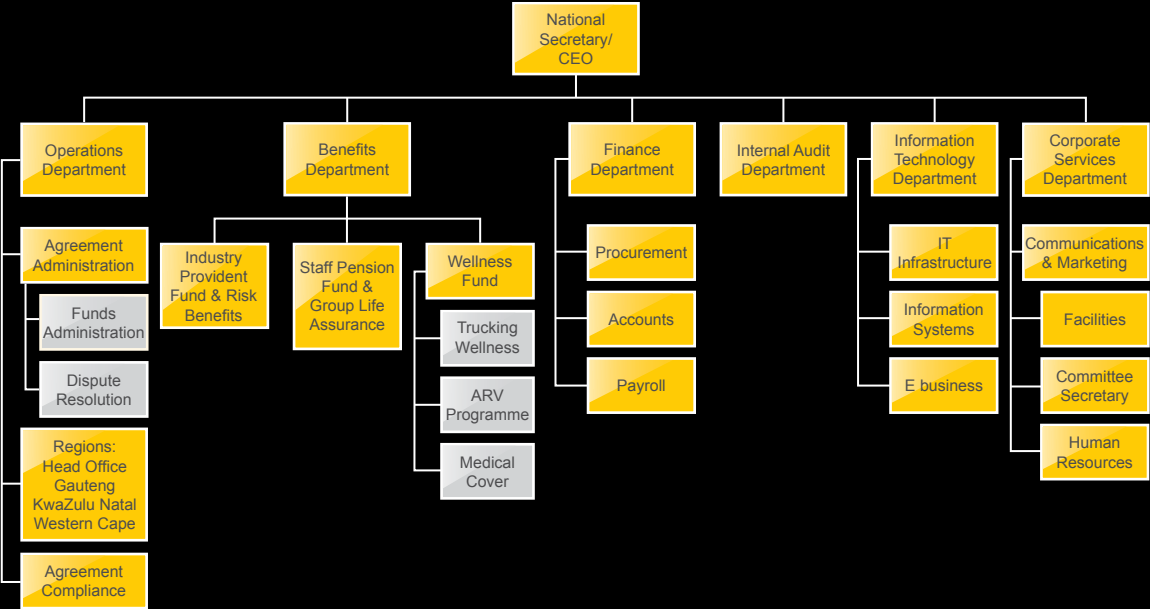 National
Secretary/
CEO
Operations
Department
Benefits
Department
Finance
Department
Internal Audit
Department
Information
Technology
Department
Corporate
Services
Department
Agreement
Administration
Funds
Administration
Dispute
Resolution
Regions:
Head Office
Gauteng
KwaZulu Natal
Western Cape
Agreement
Compliance
Industry
Provident
Fund & Risk
Benefits
Staff Pension
Fund &
Group Life
Assurance
Wellness
Fund
Trucking
Wellness
ARV
Programme
Medical
Cover
Procurement
Accounts
Payroll
IT
Infrastructure
Information
Systems
E business
Communications
& Marketing
Facilities
Committee
Secretary
Human
Resources